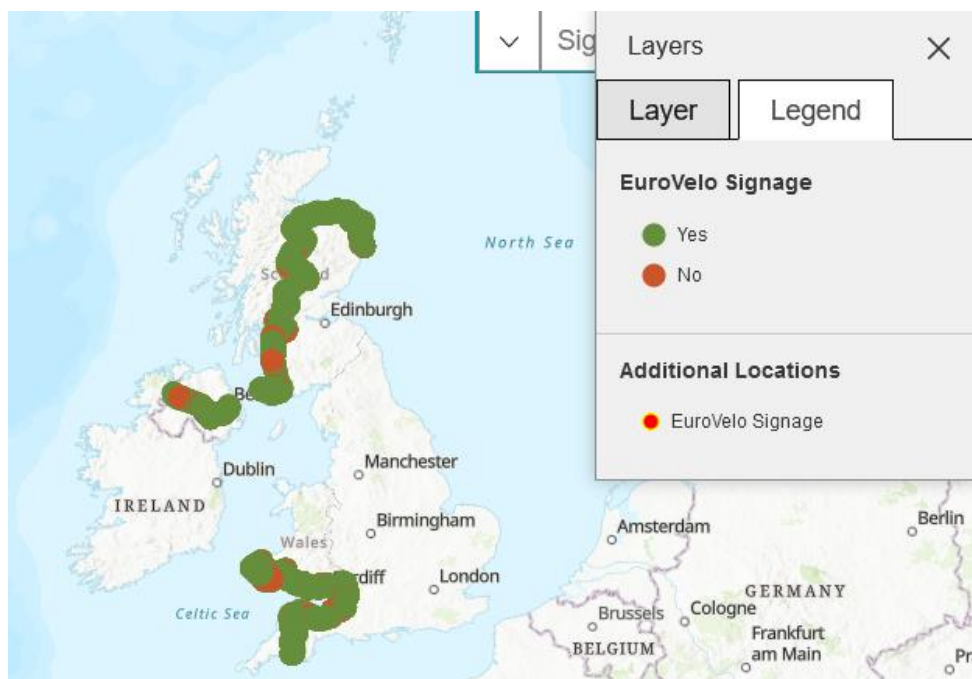 Sig
Layers
Layer
Legend
EuroVelo Signage
Yes
No
Additional Locations
EuroVelo Signage
North Sea
Edinburgh
Dublin
IRELAND
Manchester
Birmingham
Wales
London
Celtic Sea
Amsterdam
Berlin
GERMANY
Brussels
Cologne
BELGIUM
Frankfurt
am Main